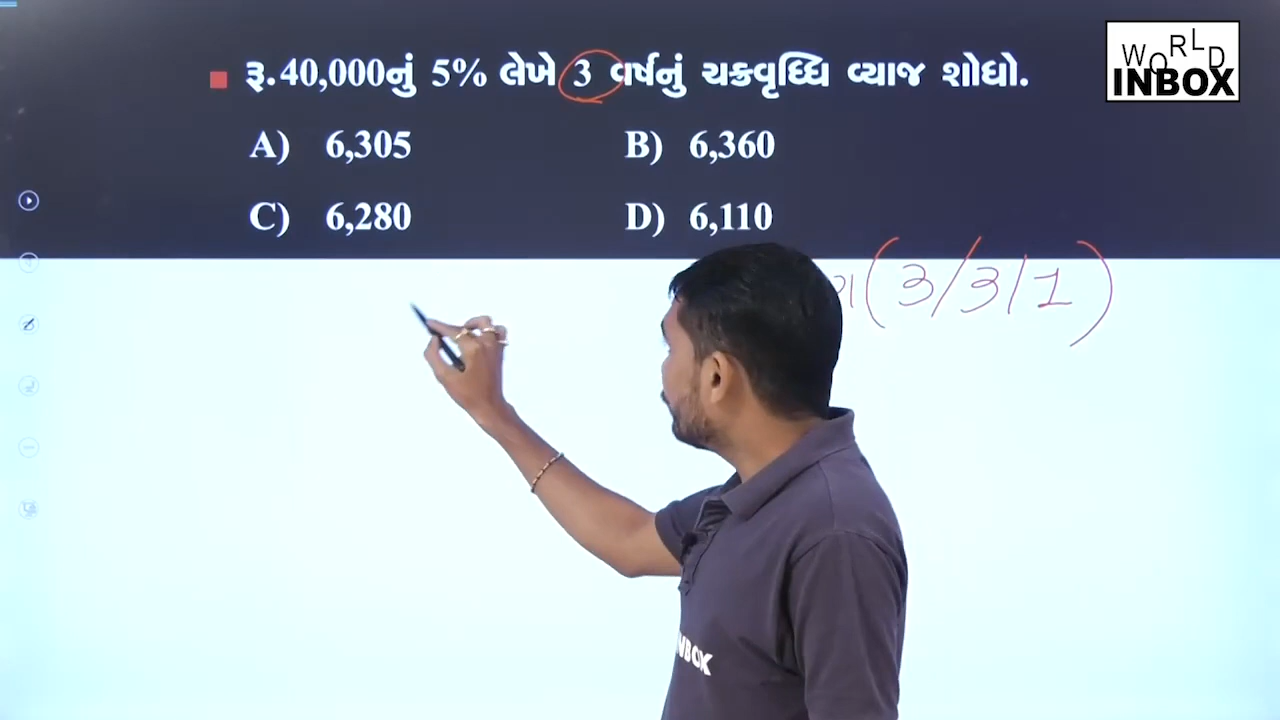 રૂ.40,000નું 5% લેખે 3 વર્ષનું ચક્રવૃધ્ધિ વ્યાજ શોધો.
WORLD
INBOX
A) 6,305 B) 6,360
C) 6,280 D) 6,110
(3/3/1)